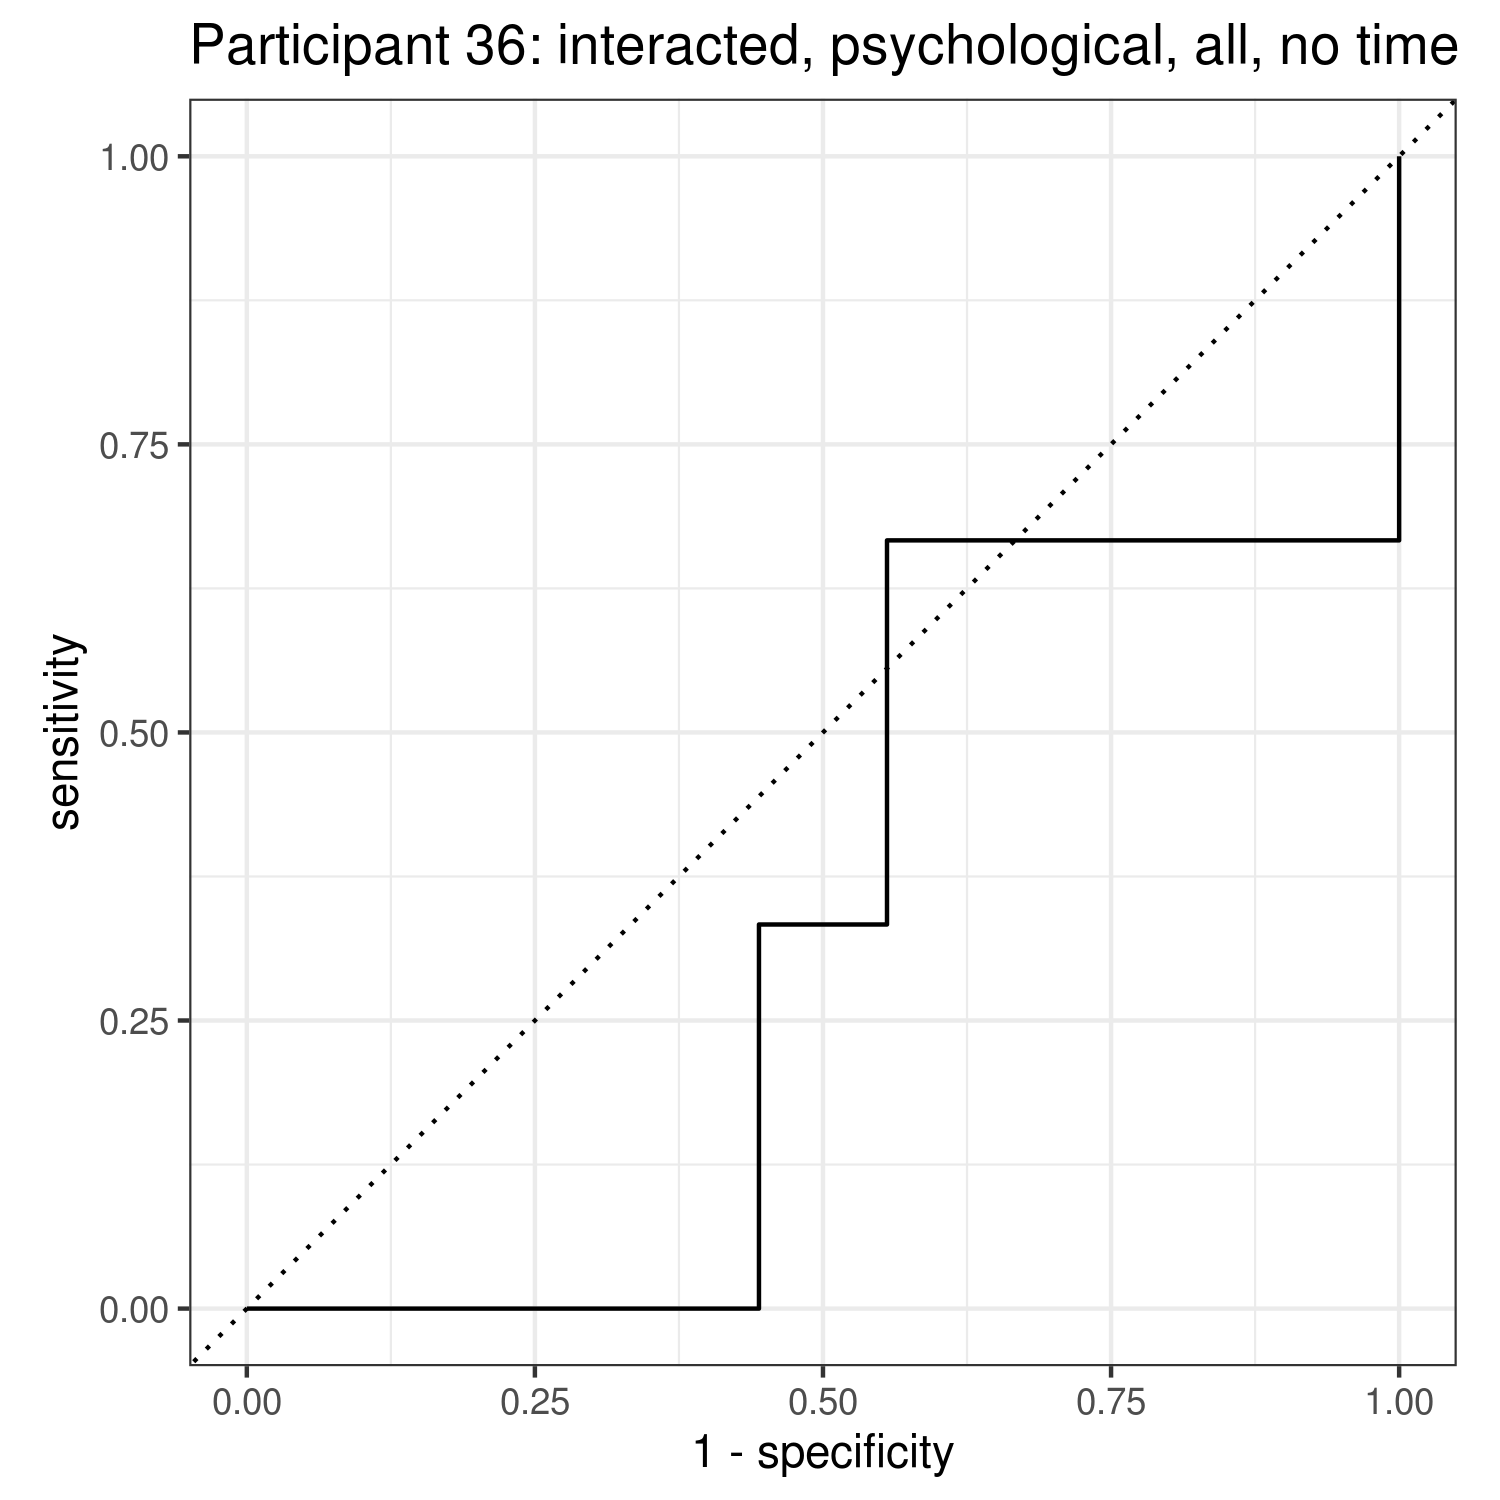 Participant 36: interacted, psychological, all, no time
1.00
0.75
0.50
0.25
0.00
sensitivity
0.00 0.25 0.50 0.75 1.00
1 - specificity